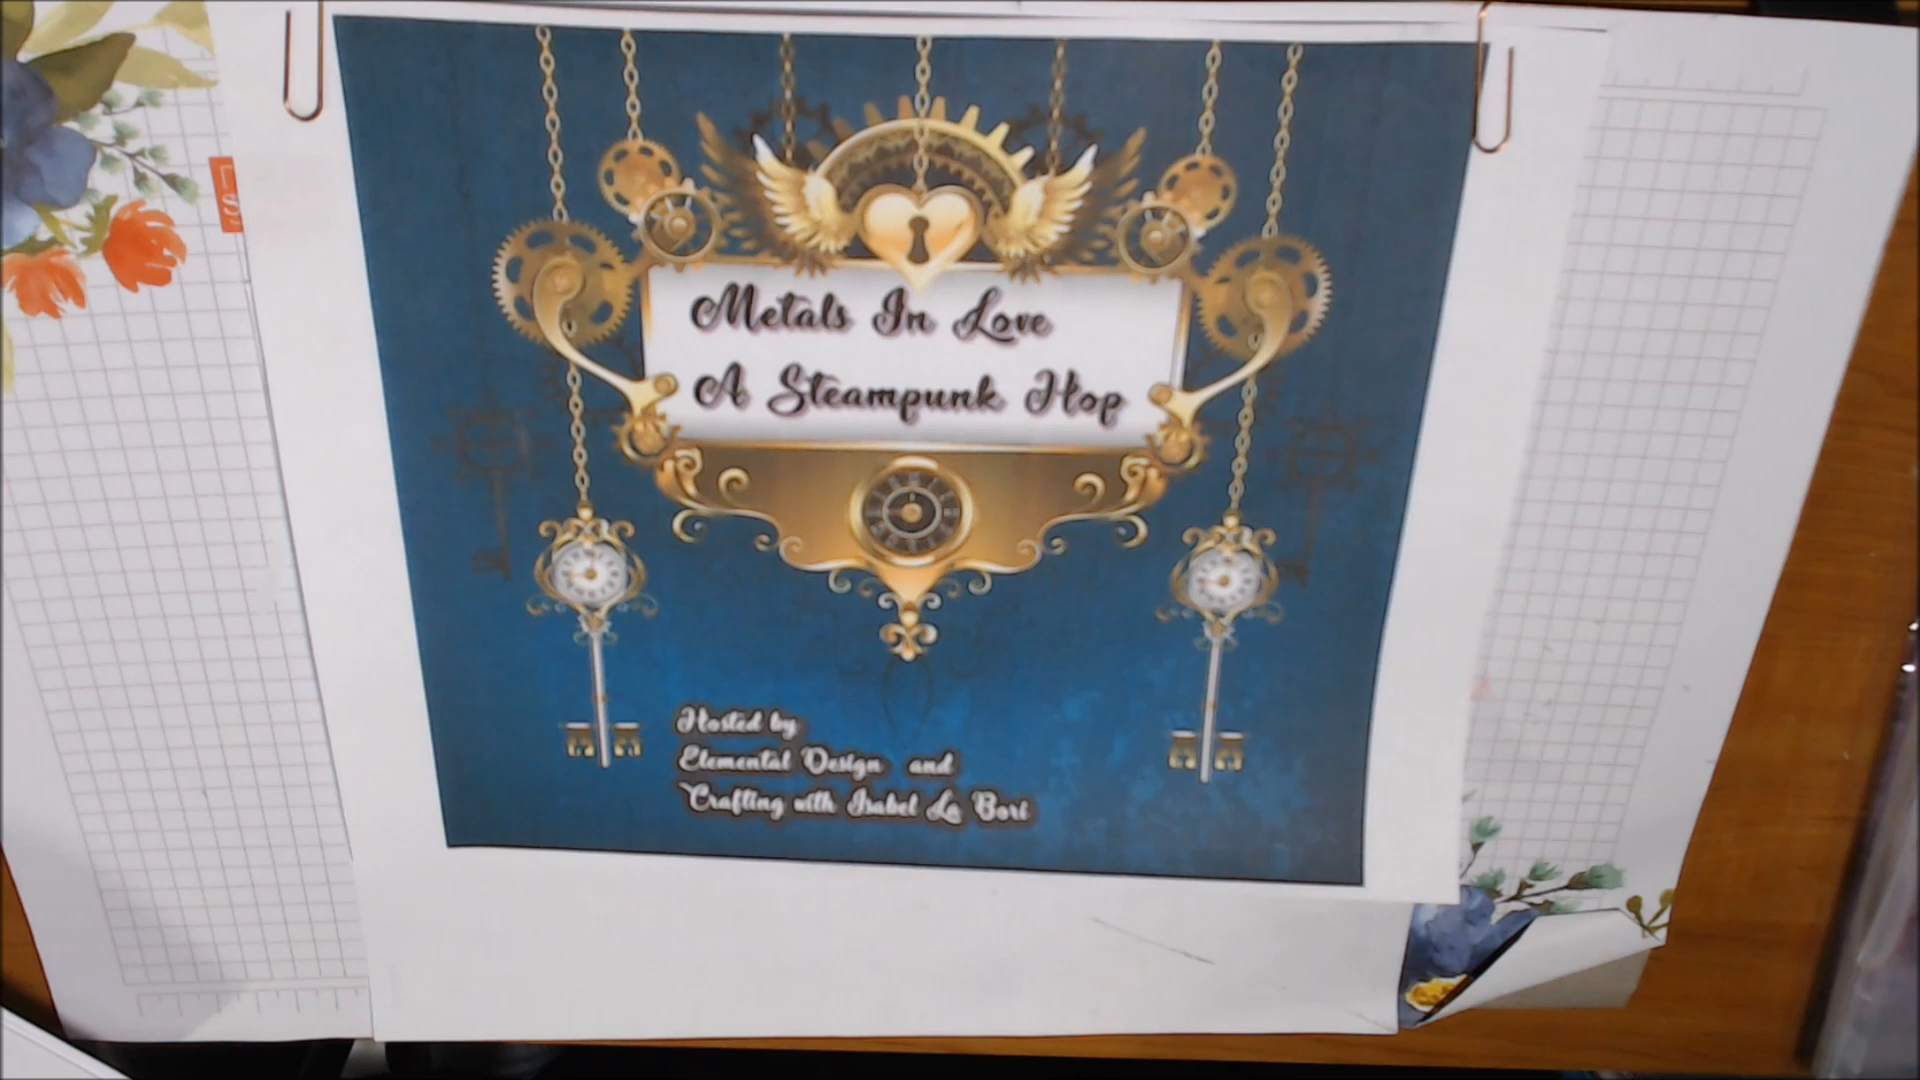 Metals In Love
A Steampunk Hop
Hosted by
Elemental Design and
Crafting with Isabel La Bori